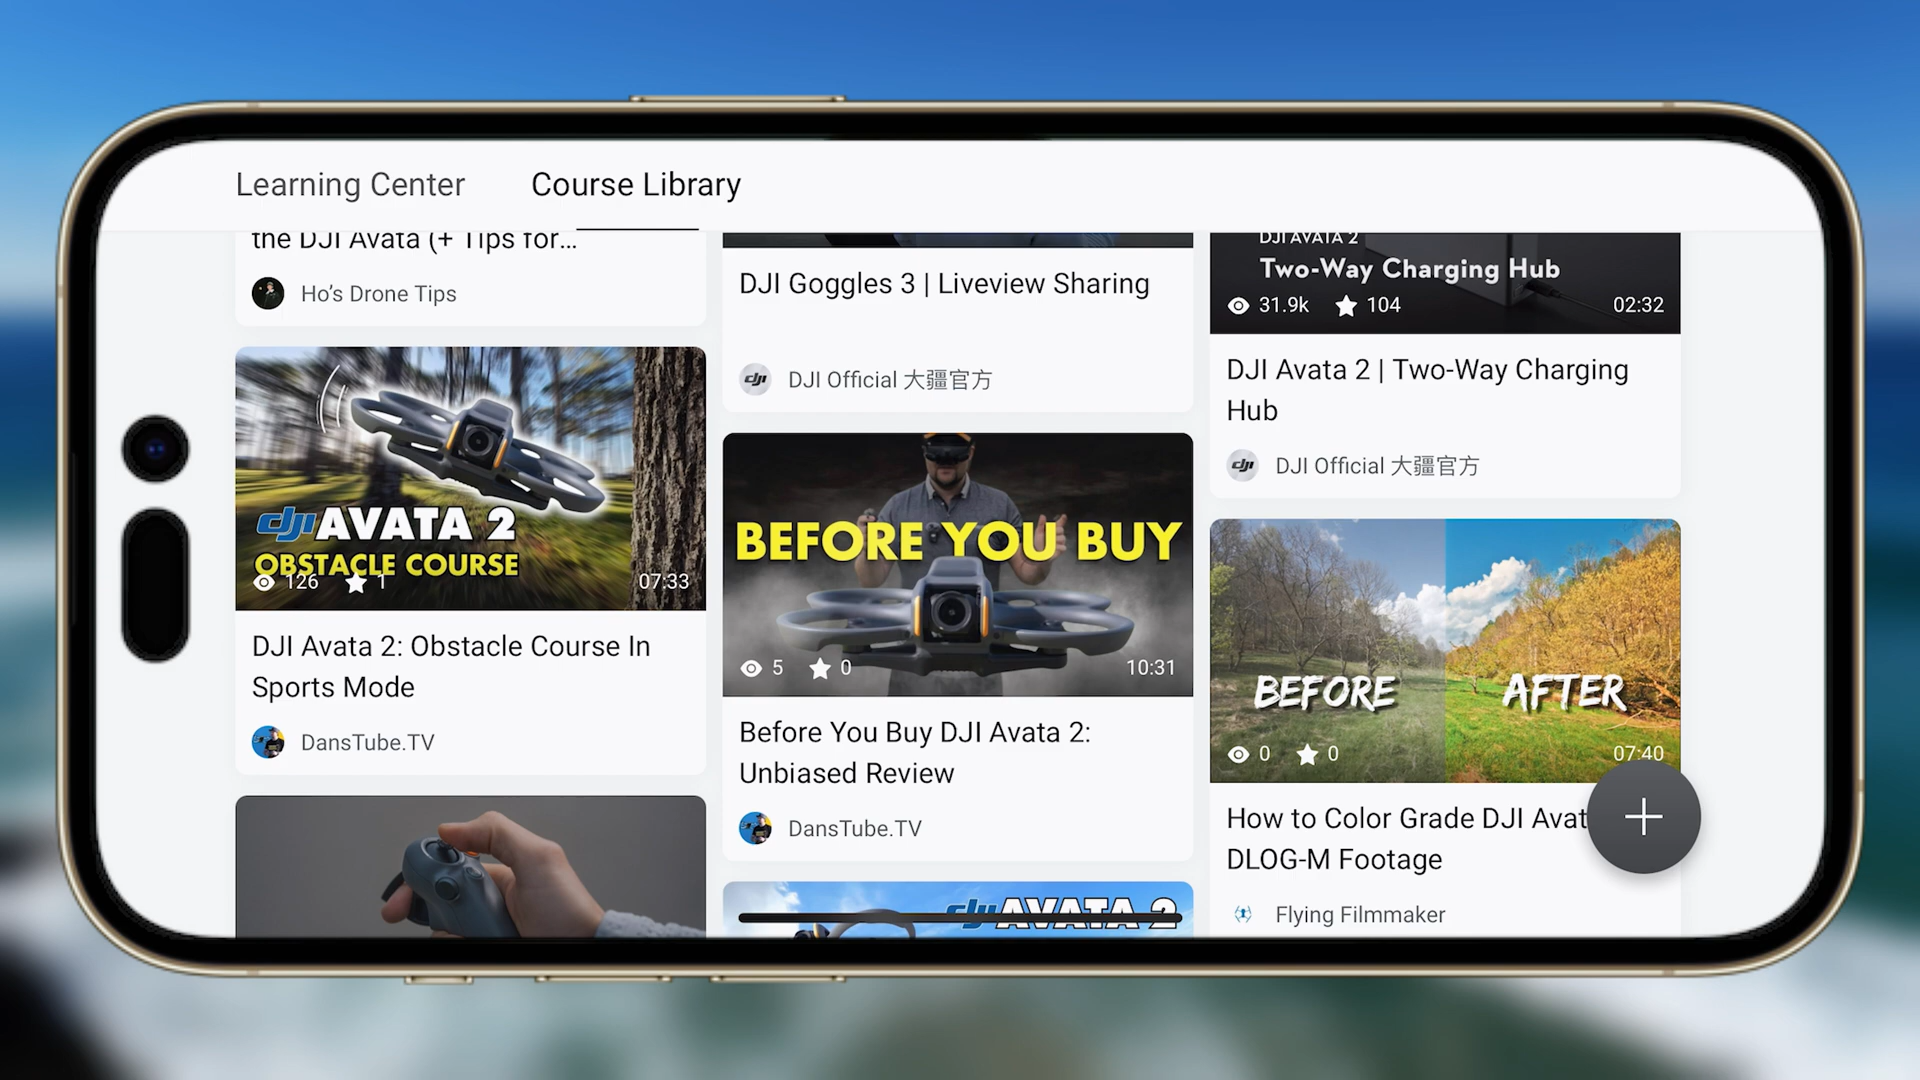 Learning Center
Course Library
the DJI Avata (+ Tips for...
Ho's Drone Tips
dji AVATA 2
OBSTACLE COURSE
126
1
07:33
DJI Avata 2: Obstacle Course In
Sports Mode
DansTube.TV
DJI Goggles 3 | Liveview Sharing
dji
DJI Official 大疆官方
BEFORE YOU BUY
5
0
10:31
Before You Buy DJI Avata 2:
Unbiased Review
DansTube.TV
dji AVATA 2
DJI AVATA 2
Two-Way Charging Hub
31.9k
104
02:32
DJI Avata 2 | Two-Way Charging
Hub
dji
DJI Official 大疆官方
BEFORE
AFTER
0
0
07:40
How to Color Grade DJI Avat
DLOG-M Footage
Flying Filmmaker